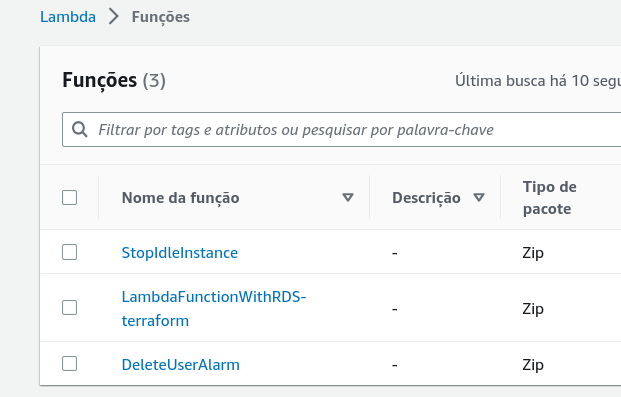 Lambda > Funções
Funções (3)
Última busca há 10 segu
Filtrar por tags e atributos ou pesquisar por palavra-chave
Nome da função Descrição Tipo de
pacote
StopIdleInstance - Zip
LambdaFunctionWithRDS-
terraform - Zip
DeleteUserAlarm - Zip